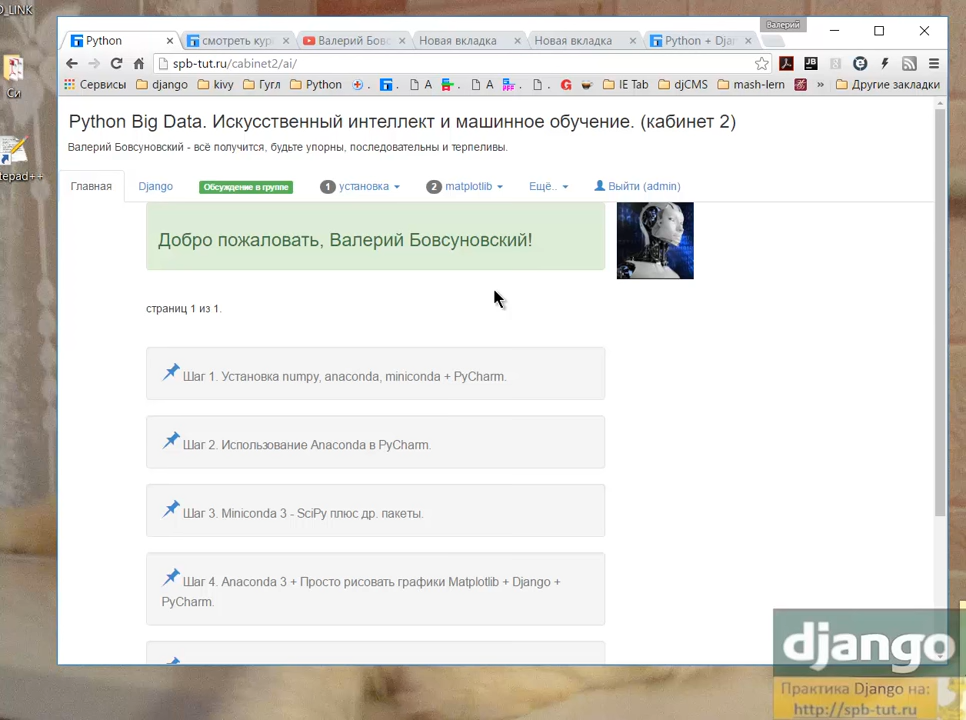 O_LINK
Си
tepad++
Валерий
Python
смотреть кур
Валерий Бовс
Новая вкладка
Новая вкладка
Python + Dja
spb-tut.ru/cabinet2/ai/
Сервисы django kivy Гугл Python . . A . A . G . IE Tab djCMS mash-lern » Другие закладки
Python Big Data. Искусственный интеллект и машинное обучение. (кабинет 2)
Валерий Бовсуновский - всё получится, будьте упорны, последовательны и терпеливы.
Главная Django Обсуждение в группе 1 установка 2 matplotlib Ещё.. Выйти (admin)
Добро пожаловать, Валерий Бовсуновский!
страниц 1 из 1.
Шаг 1. Установка numpy, anaconda, miniconda + PyCharm.
Шаг 2. Использование Anaconda в PyCharm.
Шаг 3. Miniconda 3 - SciPy плюс др. пакеты.
Шаг 4. Anaconda 3 + Просто рисовать графики Matplotlib + Django +
PyCharm.
django
Практика Django на:
http://spb-tut.ru